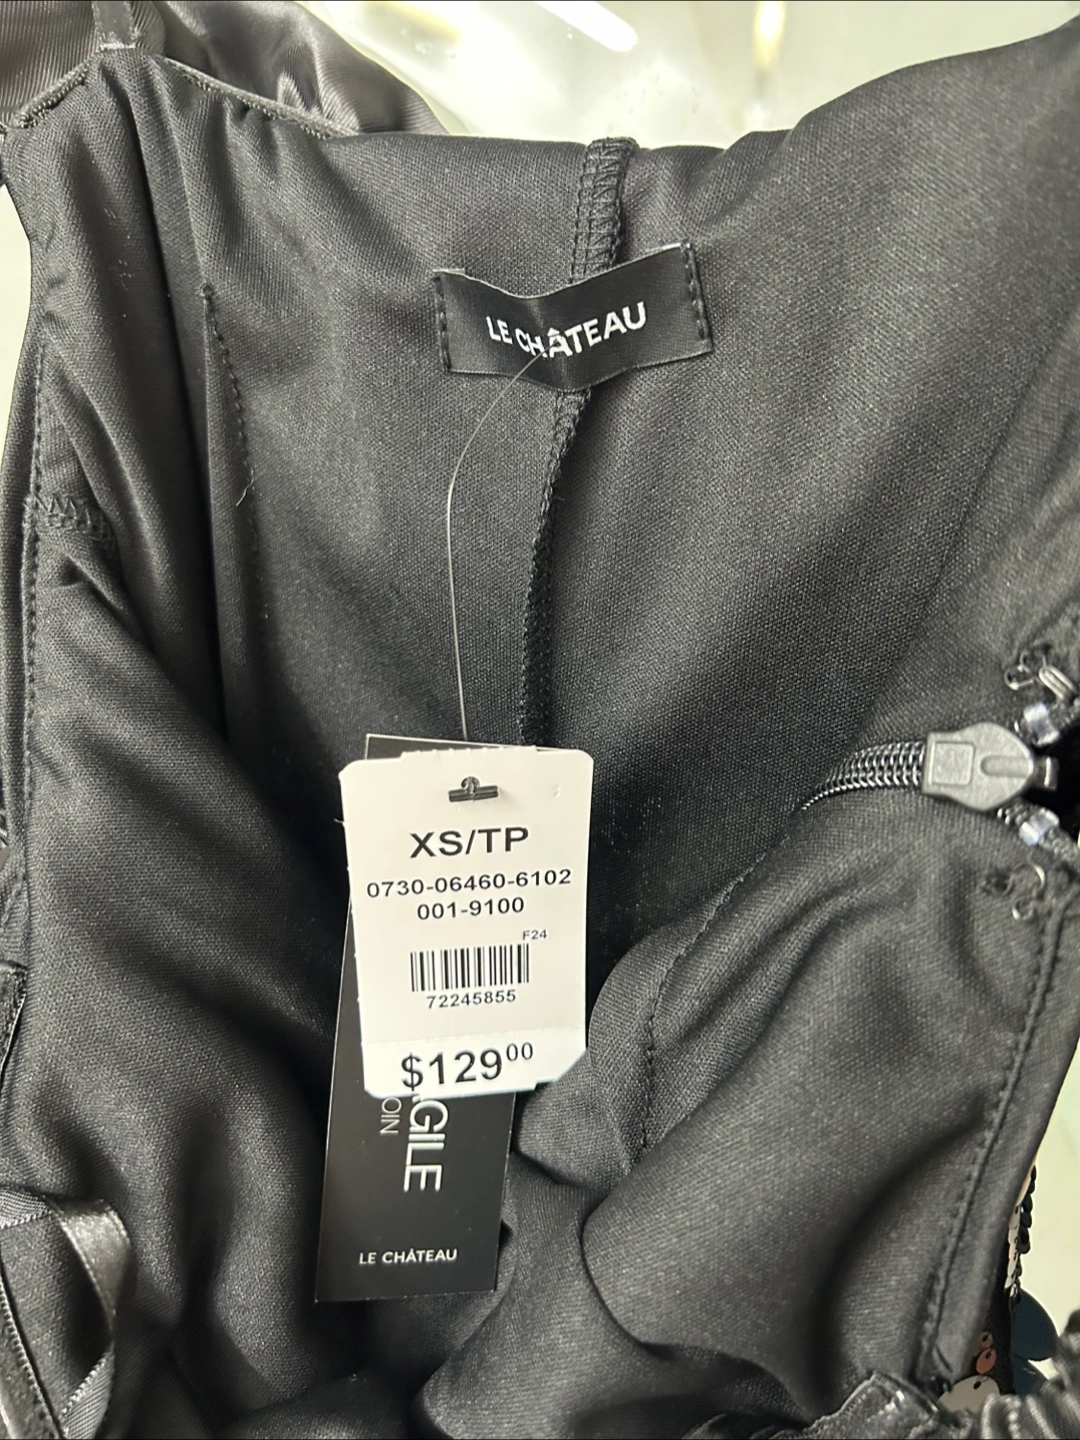 LE CHÂTEAU
XS/TP
0730-06460-6102
001-9100
F24
72245855
$129.00
GILE
OIN
LE CHÂTEAU